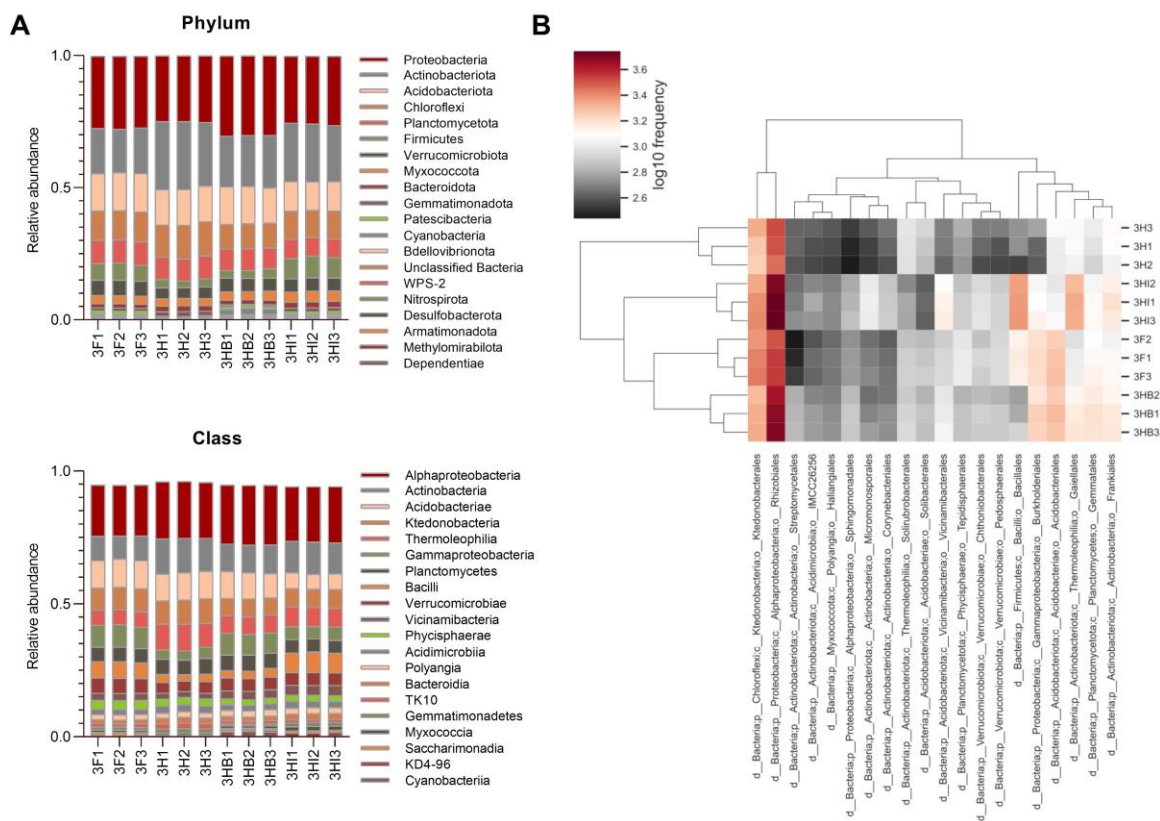 A
Phylum
Relative abundance
1.0
0.5
0.0
3F1
3F2
3F3
3H1
3H2
3H3
3HB1
3HB2
3HB3
3HI1
3HI2
3HI3
Proteobacteria
Actinobacteriota
Acidobacteriota
Chloroflexi
Planctomycetota
Firmicutes
Verrucomicrobiota
Myxococcota
Bacteroidota
Gemmatimonadota
Patescibacteria
Cyanobacteria
Bdellovibrionota
Unclassified Bacteria
WPS-2
Nitrospirota
Desulfobacterota
Armatimonadota
Methylomirabilota
Dependentiae
Class
Relative abundance
1.0
0.5
0.0
3F1
3F2
3F3
3H1
3H2
3H3
3HB1
3HB2
3HB3
3HI1
3HI2
3HI3
Alphaproteobacteria
Actinobacteria
Acidobacteriae
Ktedonobacteria
Thermoleophilia
Gammaproteobacteria
Planctomycetes
Bacilli
Verrucomicrobiae
Vicinamibacteria
Phycisphaerae
Acidimicrobiia
Polyangia
Bacteroidia
TK10
Gemmatimonadetes
Myxococcia
Saccharimonadia
KD4-96
Cyanobacteriia
B
3.6
3.4
3.2
3.0
2.8
2.6
log10 frequency
3H3
3H1
3H2
3HI2
3HI1
3HI3
3F2
3F1
3F3
3HB2
3HB1
3HB3
d__Bacteria;p__Chloroflexi;c__Ktedonobacteria;o__Ktedonobacterales
d__Bacteria;p__Proteobacteria;c__Alphaproteobacteria;o__Rhizobiales
d__Bacteria;p__Actinobacteriota;c__Actinobacteria;o__Streptomycetales
d__Bacteria;p__Actinobacteriota;c__Acidimicrobiia;o__IMCC26256
d__Bacteria;p__Myxococcota;c__Polyangia;o__Haliangiales
d__Bacteria;p__Proteobacteria;c__Alphaproteobacteria;o__Sphingomonadales
d__Bacteria;p__Actinobacteriota;c__Actinobacteria;o__Micromonosporales
d__Bacteria;p__Actinobacteriota;c__Actinobacteria;o__Corynebacteriales
d__Bacteria;p__Actinobacteriota;c__Thermoleophilia;o__Solirubrobacterales
d__Bacteria;p__Acidobacteriota;c__Acidobacteriae;o__Solibacterales
d__Bacteria;p__Acidobacteriota;c__Vicinamibacteria;o__Vicinamibacterales
d__Bacteria;p__Planctomycetota;c__Phycisphaerae;o__Tepidisphaerales
d__Bacteria;p__Verrucomicrobiota;c__Verrucomicrobiae;o__Chthoniobacterales
d__Bacteria;p__Verrucomicrobiota;c__Verrucomicrobiae;o__Pedosphaerales
d__Bacteria;p__Firmicutes;c__Bacilli;o__Bacillales
d__Bacteria;p__Proteobacteria;c__Gammaproteobacteria;o__Burkholderiales
d__Bacteria;p__Acidobacteriota;c__Acidobacteriae;o__Acidobacteriales
d__Bacteria;p__Actinobacteriota;c__Thermoleophilia;o__Gaiellales
d__Bacteria;p__Planctomycetota;c__Planctomycetes;o__Gemmatales
d__Bacteria;p__Actinobacteriota;c__Actinobacteria;o__Frankiales